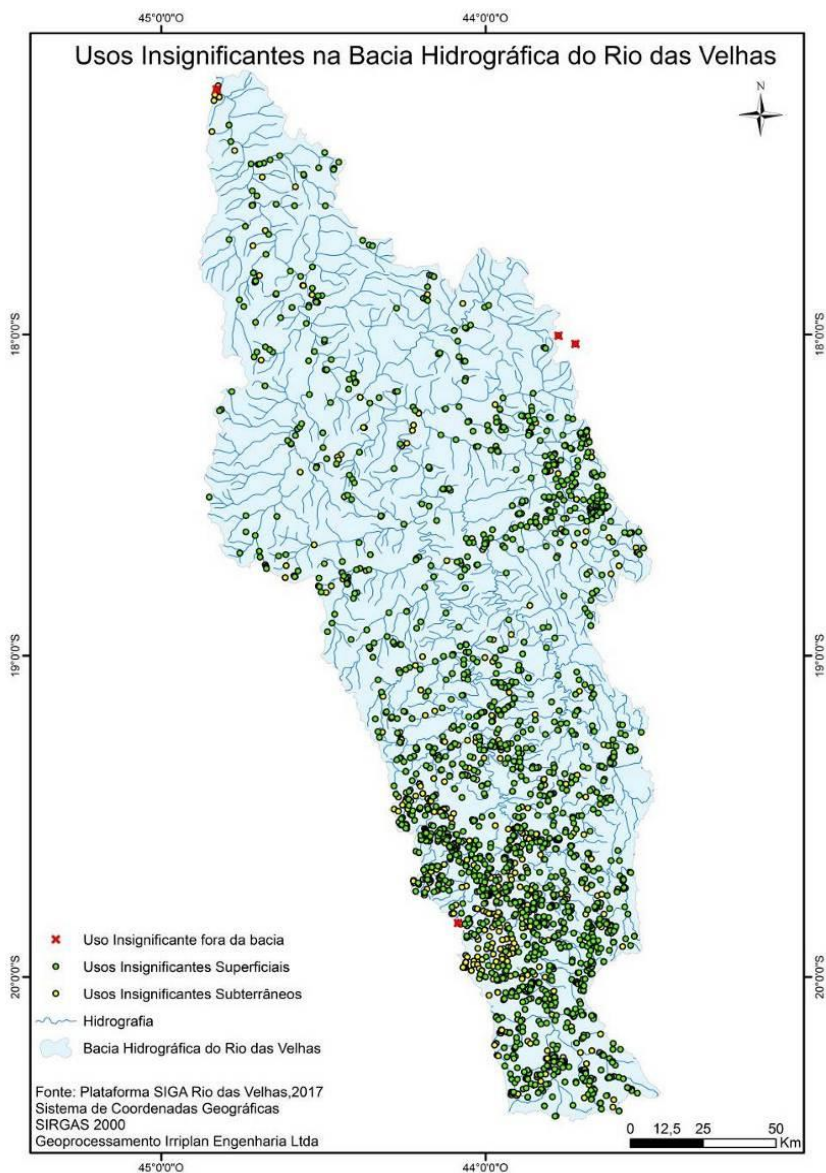 45°0'0"O 44°0'0"O
Usos Insignificantes na Bacia Hidrográfica do Rio das Velhas
N
18°0'0"S 18°0'0"S
19°0'0"S 19°0'0"S
20°0'0"S 20°0'0"S
Uso Insignificante fora da bacia
Usos Insignificantes Superficiais
Usos Insignificantes Subterrâneos
Hidrografia
Bacia Hidrográfica do Rio das Velhas
Fonte: Plataforma SIGA Rio das Velhas,2017
Sistema de Coordenadas Geográficas
SIRGAS 2000
Geoprocessamento Irriplan Engenharia Ltda
0 12,5 25 50
Km
45°0'0"O 44°0'0"O